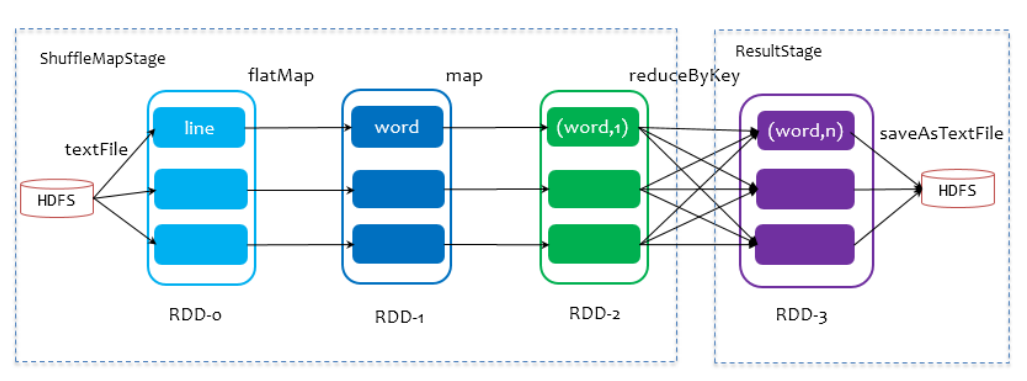 ShuffleMapStage
ResultStage
flatMap
map
reduceByKey
line
word
(word,1)
(word,n)
textFile
saveAsTextFile
HDFS
HDFS
RDD-0
RDD-1
RDD-2
RDD-3